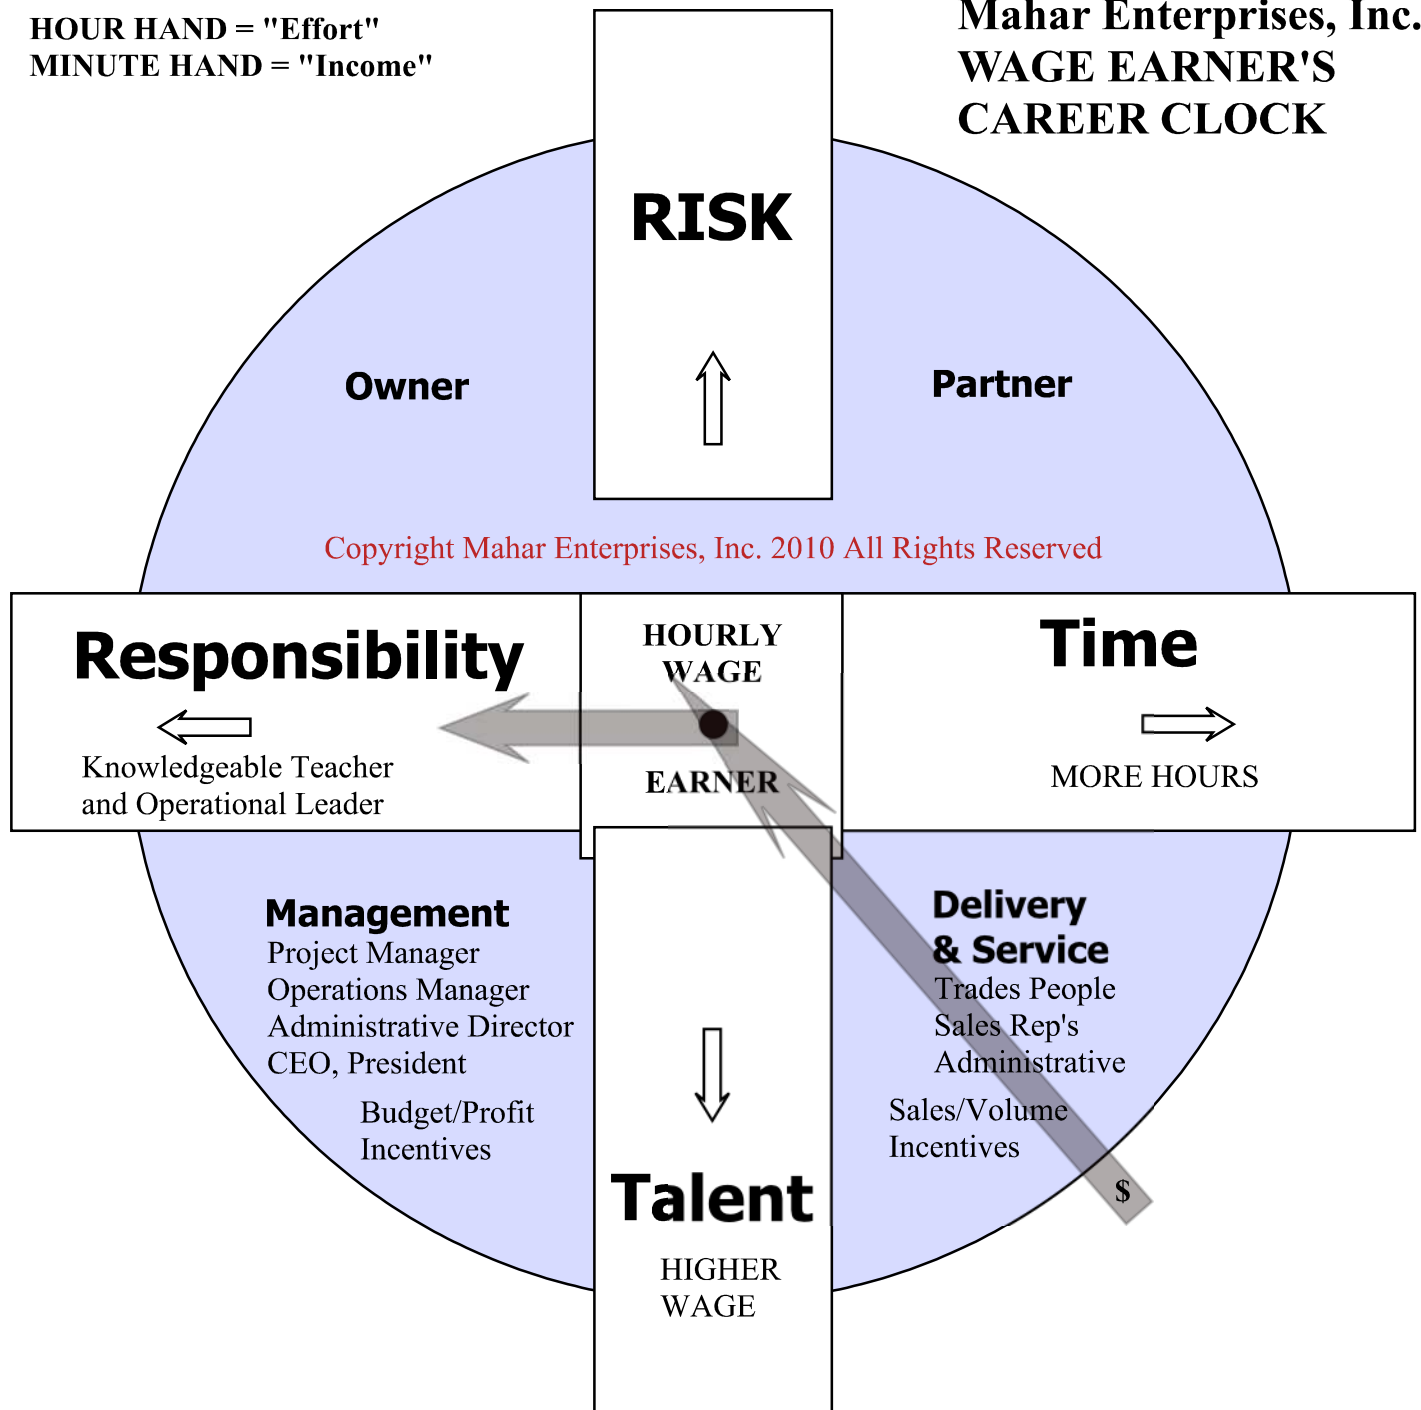 HOUR HAND = "Effort"
MINUTE HAND = "Income"
Mahar Enterprises, Inc.
WAGE EARNER'S
CAREER CLOCK
RISK
Owner
Partner
Copyright Mahar Enterprises, Inc. 2010 All Rights Reserved
Responsibility
Knowledgeable Teacher
and Operational Leader
HOURLY
WAGE
EARNER
Time
MORE HOURS
Management
Project Manager
Operations Manager
Administrative Director
CEO, President
Budget/Profit
Incentives
Delivery
& Service
Trades People
Sales Rep's
Administrative
Sales/Volume
Incentives
$
Talent
HIGHER
WAGE